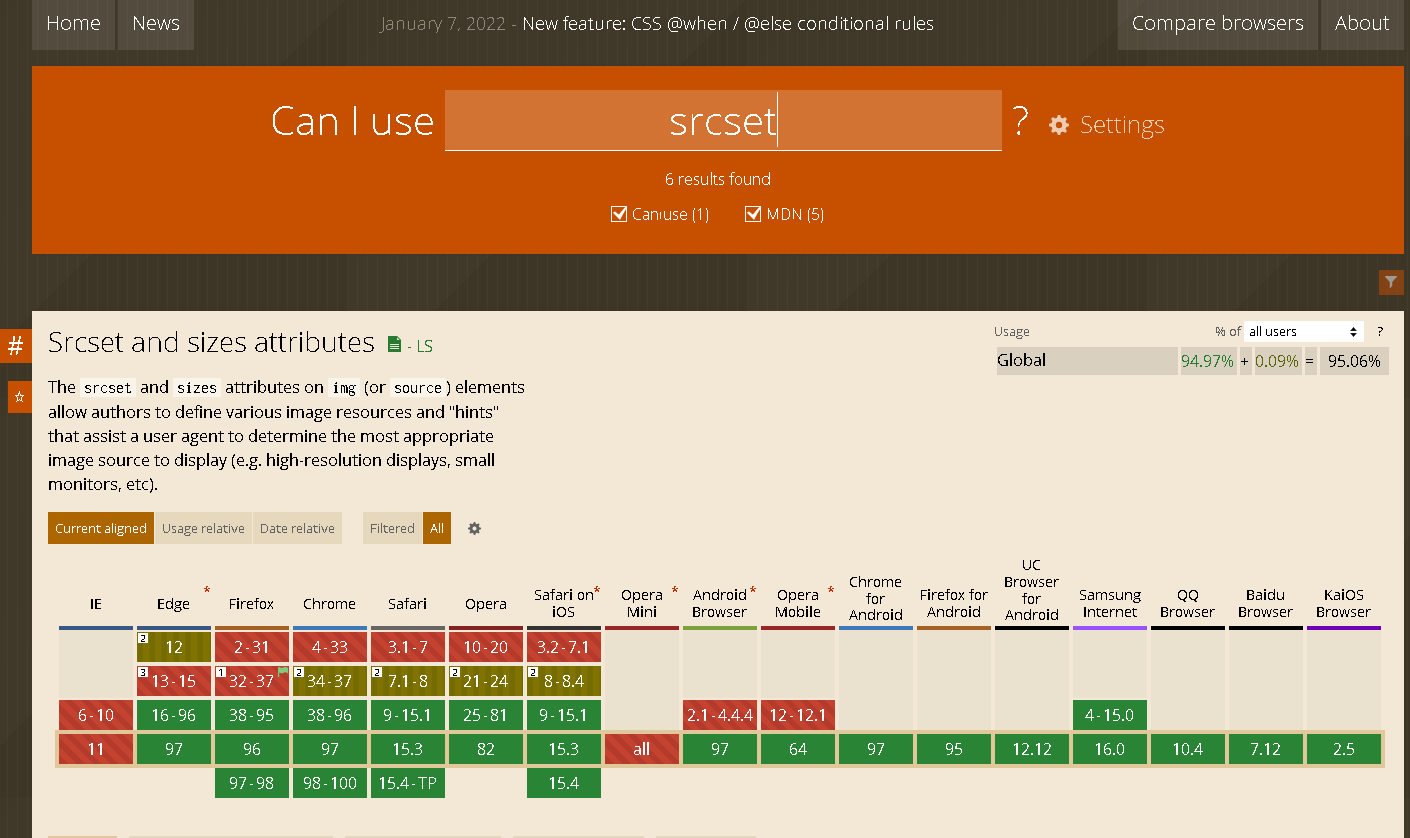 Home News January 7, 2022 - New feature: CSS @when / @else conditional rules Compare browsers About
Can I use srcset ? Settings
6 results found
Caniuse (1) MDN (5)
# Srcset and sizes attributes - LS
Usage % of all users ?
Global 94.97% + 0.09% = 95.06%
The srcset and sizes attributes on img (or source) elements
allow authors to define various image resources and "hints"
that assist a user agent to determine the most appropriate
image source to display (e.g. high-resolution displays, small
monitors, etc).
Current aligned Usage relative Date relative Filtered All
IE Edge * Firefox Chrome Safari Opera Safari on iOS * Opera Mini * Android Browser * Opera Mobile * Chrome for Android Firefox for Android UC Browser for Android Samsung Internet QQ Browser Baidu Browser KaiOS Browser
2 12 2-31 4-33 3.1-7 10-20 3.2-7.1
3 13-15 1 32-37 2 34-37 2 7.1-8 2 21-24 2 8-8.4
6-10 16-96 38-95 38-96 9-15.1 25-81 9-15.1 2.1-4.4.4 12-12.1 4-15.0
11 97 96 97 15.3 82 15.3 all 97 64 97 95 12.12 16.0 10.4 7.12 2.5
97-98 98-100 15.4-TP 15.4